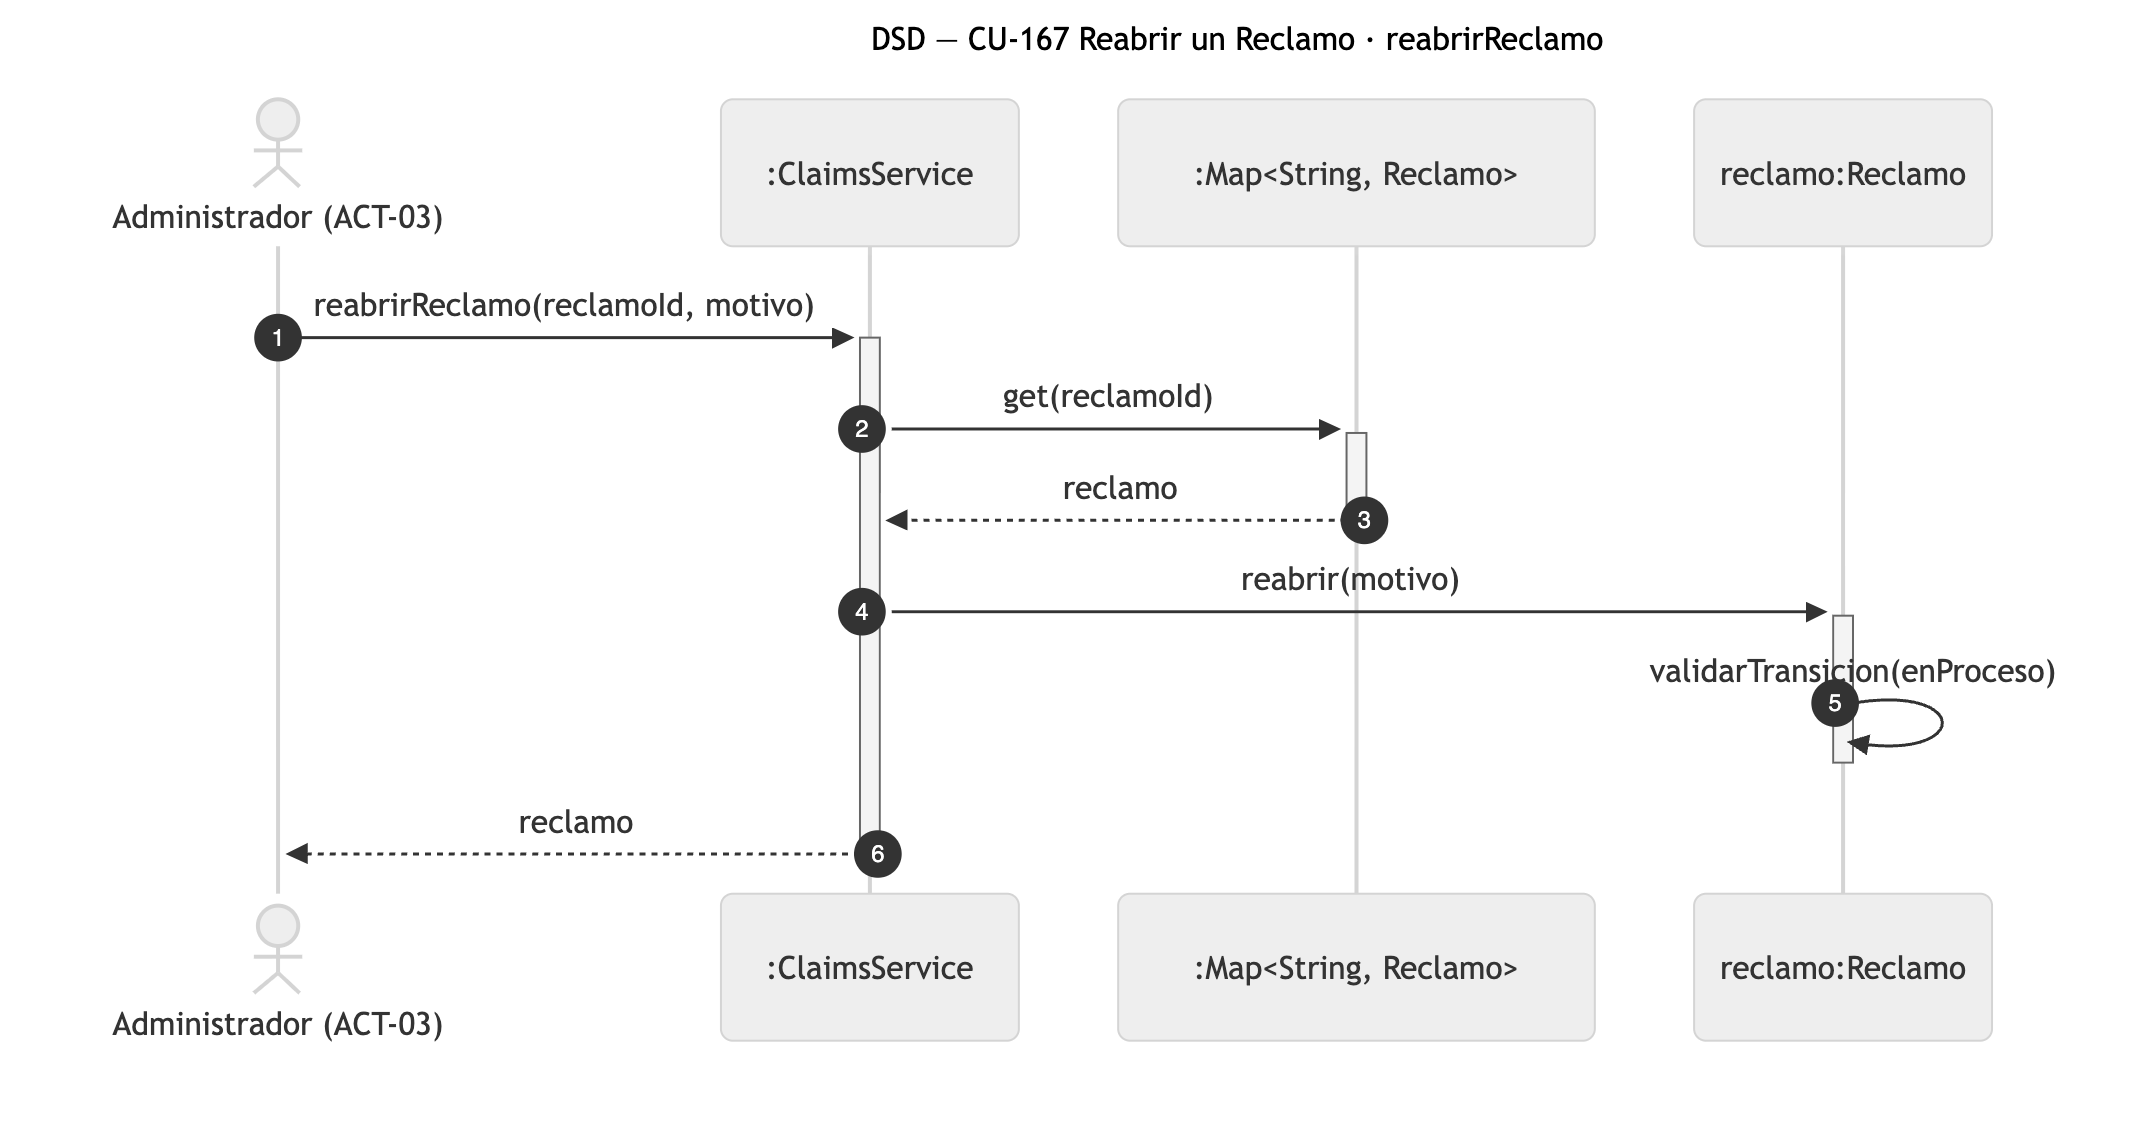 DSD — CU-167 Reabrir un Reclamo · reabrirReclamo
Administrador (ACT-03)
:ClaimsService
:Map<String, Reclamo>
reclamo:Reclamo
reabrirReclamo(reclamoId, motivo)
1
get(reclamoId)
2
reclamo
3
reabrir(motivo)
4
validarTransicion(enProceso)
5
reclamo
6
Administrador (ACT-03)
:ClaimsService
:Map<String, Reclamo>
reclamo:Reclamo